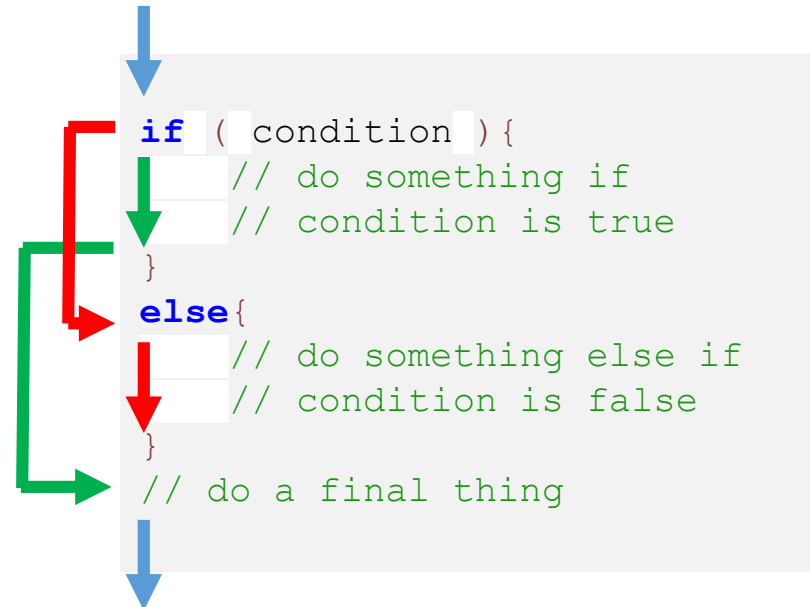 if ( condition ){
// do something if
// condition is true
}
else{
// do something else if
// condition is false
}
// do a final thing